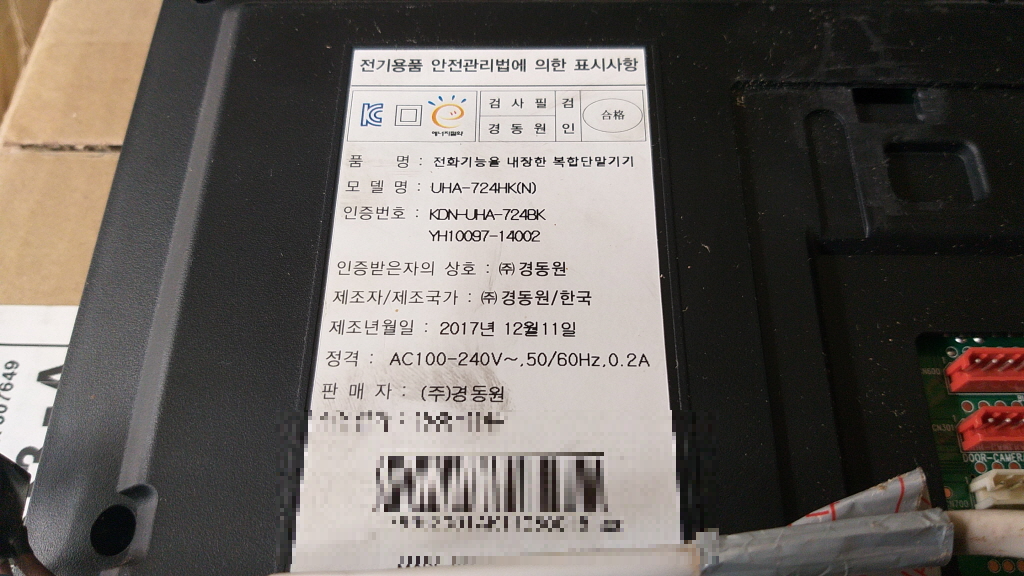 전기용품 안전관리법에 의한 표시사항
에너지절약
검 사 필 검
경 동 원 인
合格
품 명 : 전화기능을 내장한 복합단말기기
모 델 명 : UHA-724HK(N)
인증번호 : KDN-UHA-724BK
YH10097-14002
인증받은자의 상호 : ㈜경동원
제조자/제조국가 : ㈜경동원/한국
제조년월일 : 2017년 12월11일
정격 : AC100-240V~,50/60Hz,0.2A
판 매 자 : (주)경동원
CN301
DOOR-CAMERA